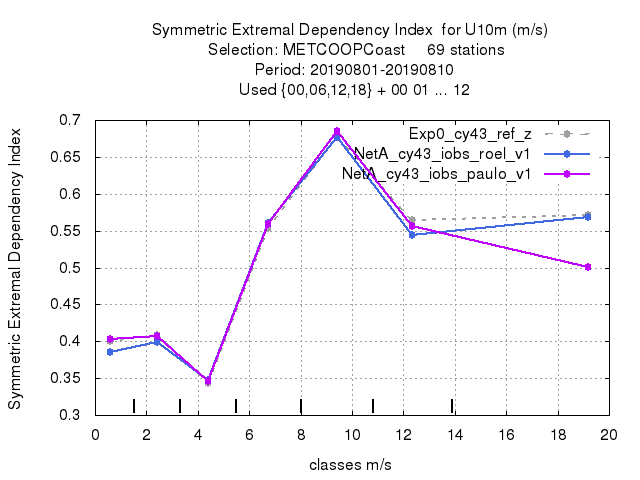 Symmetric Extremal Dependency Index  for U10m (m/s)
Selection: METCOOPCoast     69 stations
Period: 20190801-20190810
Used {00,06,12,18} + 00 01 ... 12
Symmetric Extremal Dependency Index
0.7
0.65
0.6
0.55
0.5
0.45
0.4
0.35
0.3
Exp0_cy43_ref_z
NetA_cy43_iobs_roel_v1
NetA_cy43_iobs_paulo_v1
0 2 4 6 8 10 12 14 16 18 20
classes m/s